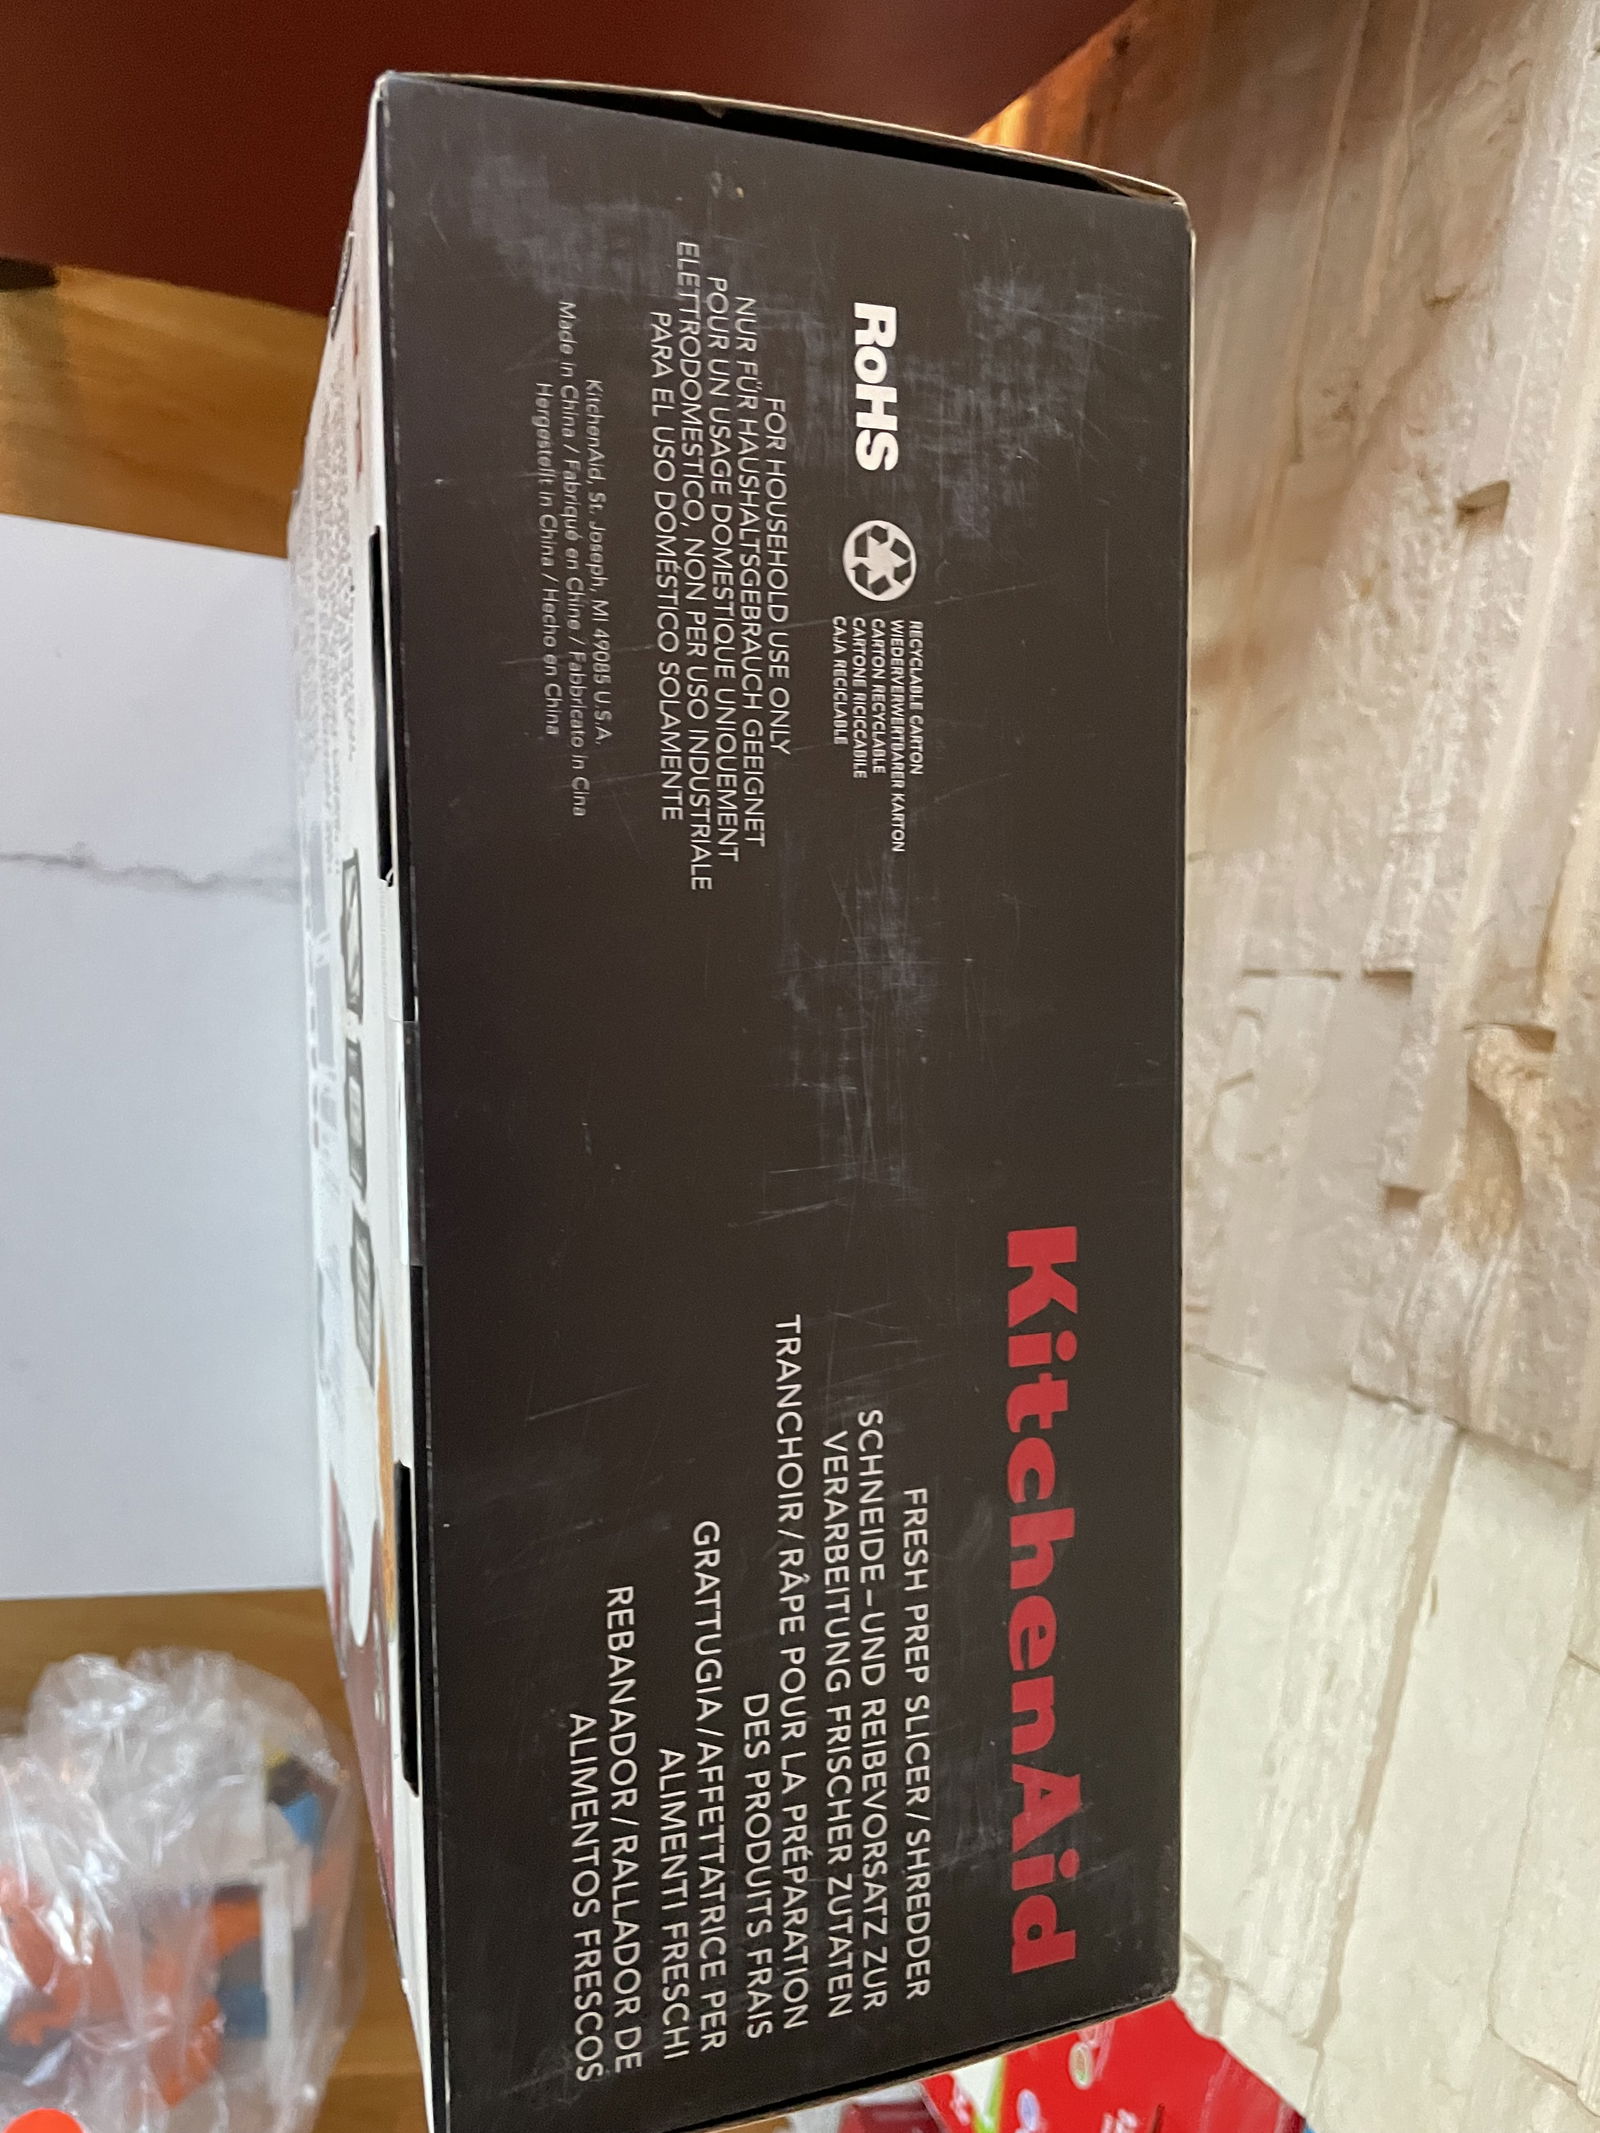 KitchenAid
FRESH PREP SLICER / SHREDDER
SCHNEIDE–UND REIBEVORSATZ ZUR
VERARBEITUNG FRISCHER ZUTATEN
TRANCHOIR / RÂPE POUR LA PRÉPARATION
DES PRODUITS FRAIS
GRATTUGIA / AFFETTATRICE PER
ALIMENTI FRESCHI
REBANADOR / RALLADOR DE
ALIMENTOS FRESCOS
RoHS
RECYCLABLE CARTON
WIEDERVERWERTBARER KARTON
CARTON RECYCLABLE
CARTONE RICICCABILE
CAJA RECICLABLE
FOR HOUSEHOLD USE ONLY
NUR FÜR HAUSHALTSGEBRAUCH GEEIGNET
POUR UN USAGE DOMESTIQUE UNIQUEMENT
ELETTRODOMESTICO, NON PER USO INDUSTRIALE
PARA EL USO DOMÉSTICO SOLAMENTE
KitchenAid, St. Joseph, MI 49085 U.S.A.
Made in China / Fabriqué en Chine / Fabbricato in Cina
Hergestellt in China / Hecho en China